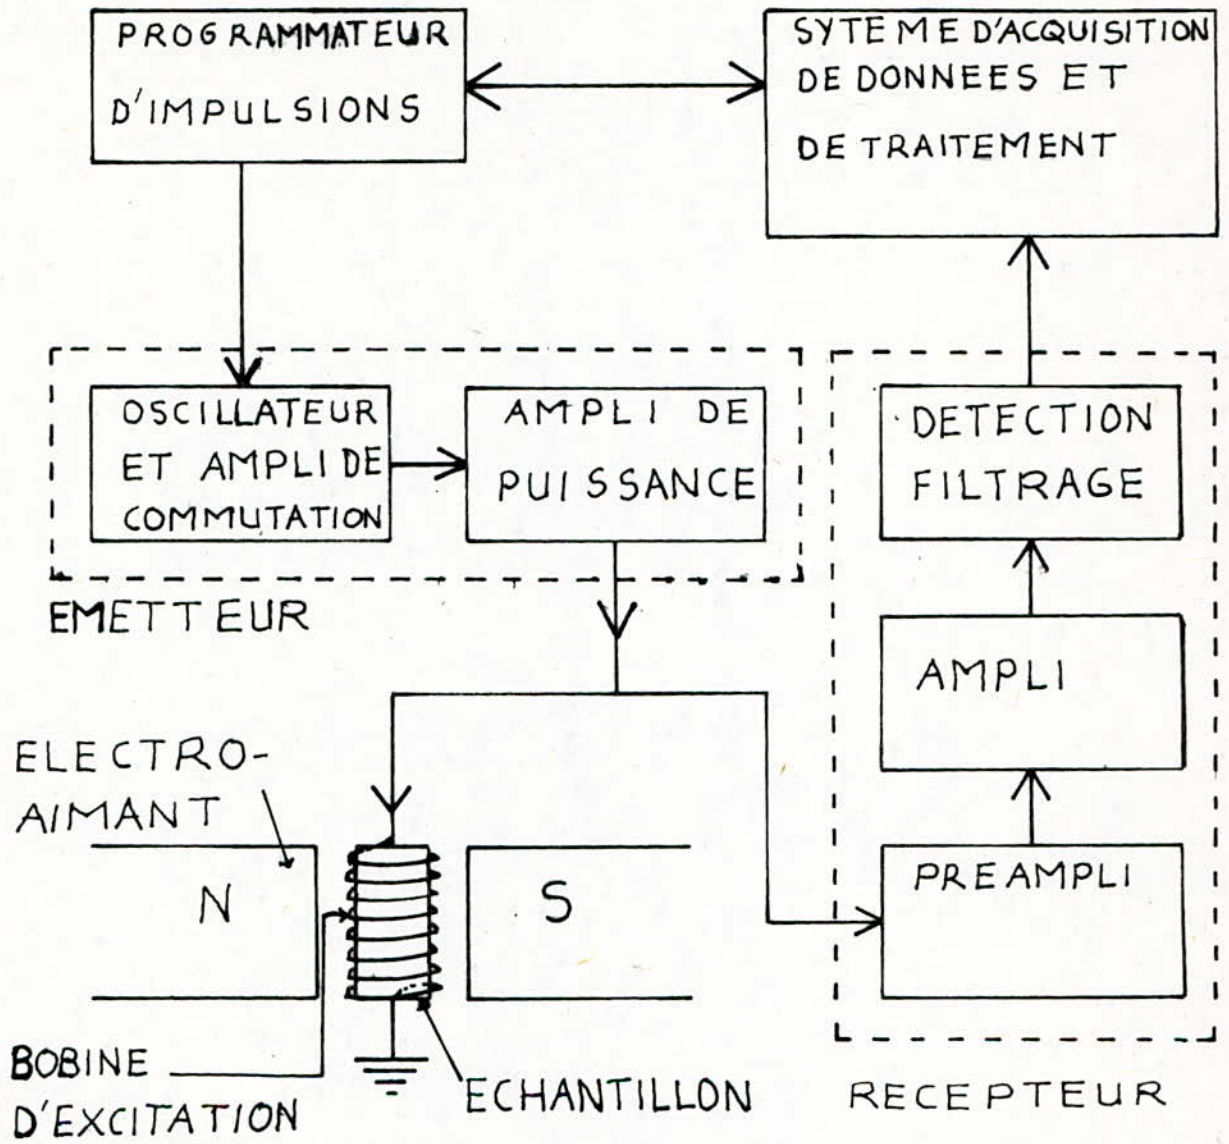 PROGRAMMATEUR
D'IMPULSIONS
SYTEME D'ACQUISITION
DE DONNEES ET
DE TRAITEMENT
OSCILLATEUR
ET AMPLI DE
COMMUTATION
AMPLI DE
PUISSANCE
EMETTEUR
DETECTION
FILTRAGE
AMPLI
PREAMPLI
RECEPTEUR
ELECTRO-
AIMANT
N
S
BOBINE
D'EXCITATION
ECHANTILLON